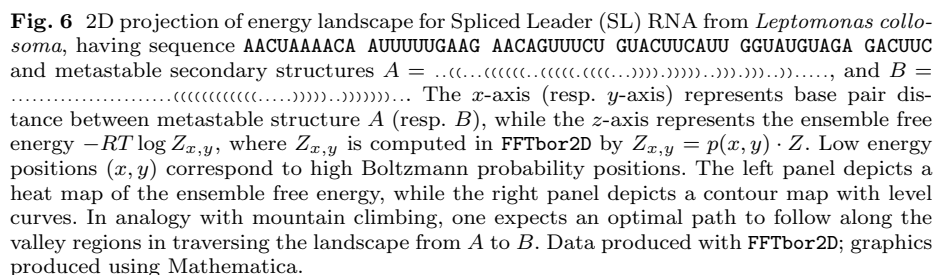 Fig. 6 2D projection of energy landscape for Spliced Leader (SL) RNA from Leptomonas collo-
soma, having sequence AACUAAAACA AUUUUUGAAG AACAGUUUCU GUACUUCAUU GGUAUGUAGA GACUUC
and metastable secondary structures A = ..((...((((((..(((((.((((...)))).)))))..))).)))..))....., and B =
.......................((((((((((((.....)))))..)))))))... The x-axis (resp. y-axis) represents base pair dis-
tance between metastable structure A (resp. B), while the z-axis represents the ensemble free
energy −RT log Zx,y, where Zx,y is computed in FFTbor2D by Zx,y = p(x, y) · Z. Low energy
positions (x, y) correspond to high Boltzmann probability positions. The left panel depicts a
heat map of the ensemble free energy, while the right panel depicts a contour map with level
curves. In analogy with mountain climbing, one expects an optimal path to follow along the
valley regions in traversing the landscape from A to B. Data produced with FFTbor2D; graphics
produced using Mathematica.